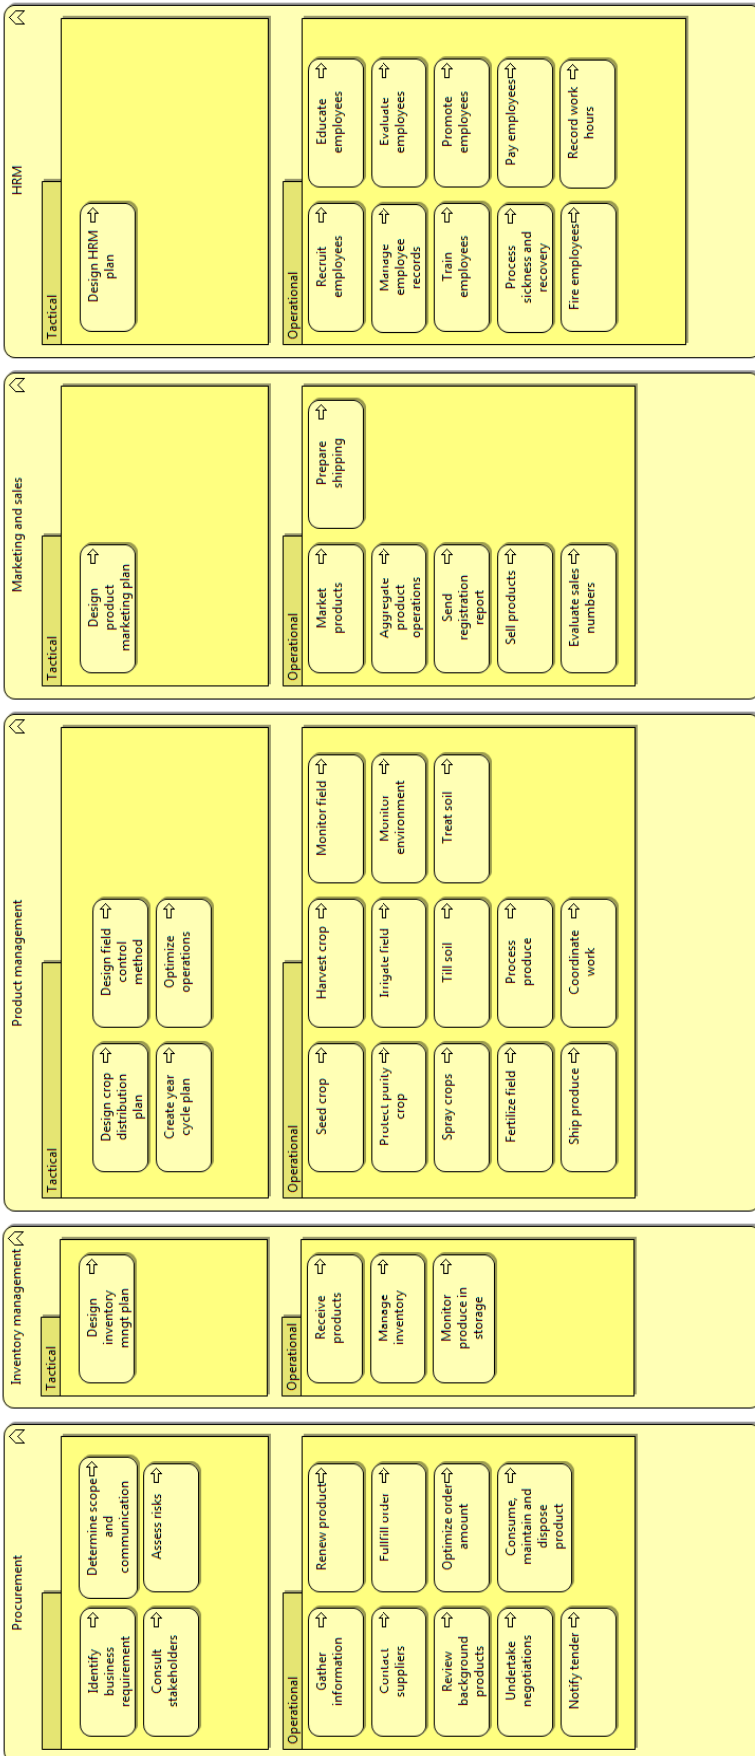 Procurement
Identify
business
requirement
Determine scope
and
communication
Consult
stakeholders
Assess risks
Operational
Gather
information
Renew product
Contact
suppliers
Fullfill order
Review
background
products
Optimize order
amount
Undertake
negotiations
Consume,
maintain and
dispose
product
Notify tender
Inventory management
Tactical
Design
inventory
mngt plan
Operational
Receive
products
Manage
inventory
Monitor
produce in
storage
Product management
Tactical
Design crop
distribution
plan
Design field
control
method
Create year
cycle plan
Optimize
operations
Operational
Seed crop
Harvest crop
Monitor field
Protect purity
crop
Irrigate field
Monitor
environment
Spray crops
Till soil
Treat soil
Fertilize field
Process
produce
Ship produce
Coordinate
work
Marketing and sales
Tactical
Design
product
marketing plan
Operational
Market
products
Prepare
shipping
Aggregate
product
operations
Send
registration
report
Sell products
Evaluate sales
numbers
HRM
Tactical
Design HRM
plan
Operational
Recruit
employees
Educate
employees
Manage
employee
records
Evaluate
employees
Train
employees
Promote
employees
Process
sickness and
recovery
Pay employees
Fire employees
Record work
hours